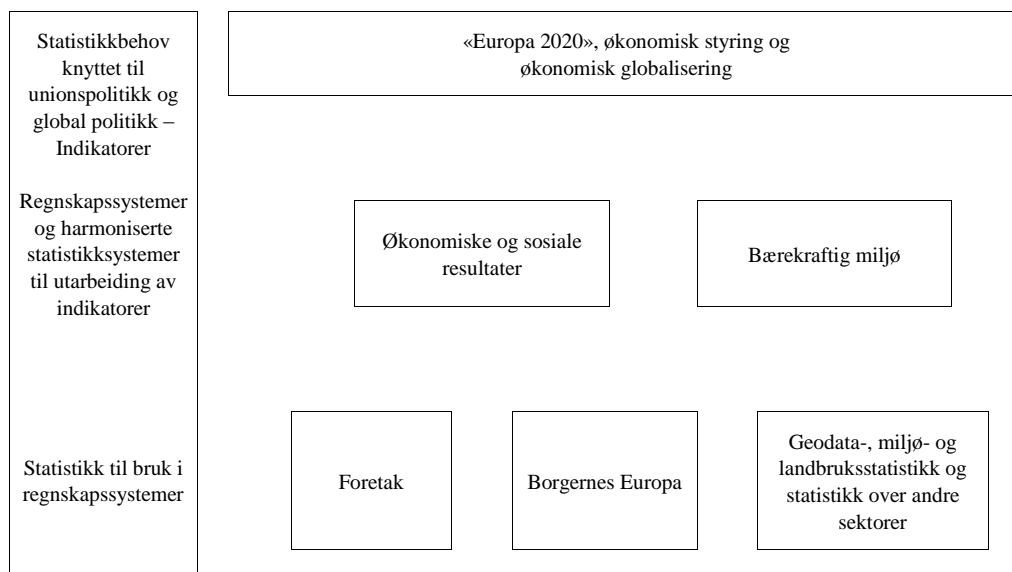 Statistikkbehov
knyttet til
unionspolitikk og
global politikk –
Indikatorer
«Europa 2020», økonomisk styring og
økonomisk globalisering
Regnskapssystemer
og harmoniserte
statistikksystemer
til utarbeiding av
indikatorer
Økonomiske og sosiale
resultater
Bærekraftig miljø
Statistikk til bruk i
regnskapssystemer
Foretak
Borgernes Europa
Geodata-, miljø- og
landbruksstatistikk og
statistikk over andre
sektorer